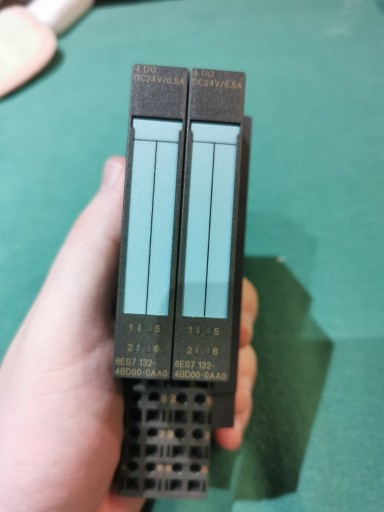 4 DO
DC24V/0.5A
4 DO
DC24V/0.5A
1 5
2 6
6ES7 132-
4BD00-0AA0
1 5
2 6
6ES7 132-
4BD00-0AA0